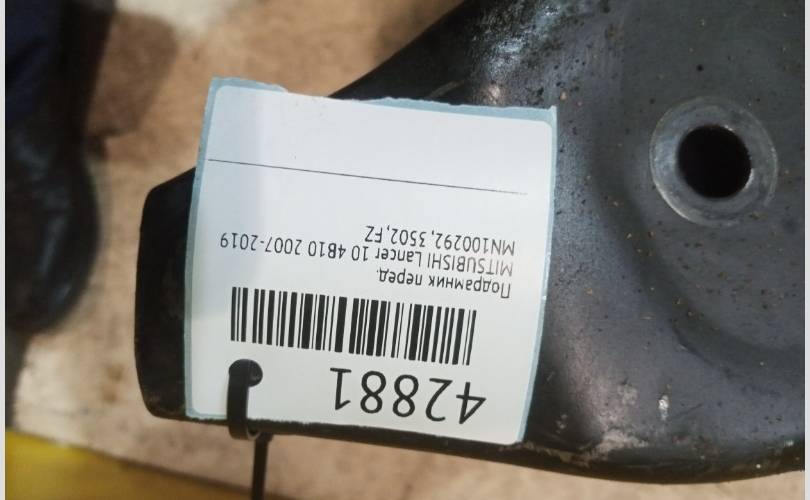 42881
Подрамник перед.
MITSUBISHI Lancer 10 4B10 2007-2019
MN100292, 3502,FZ